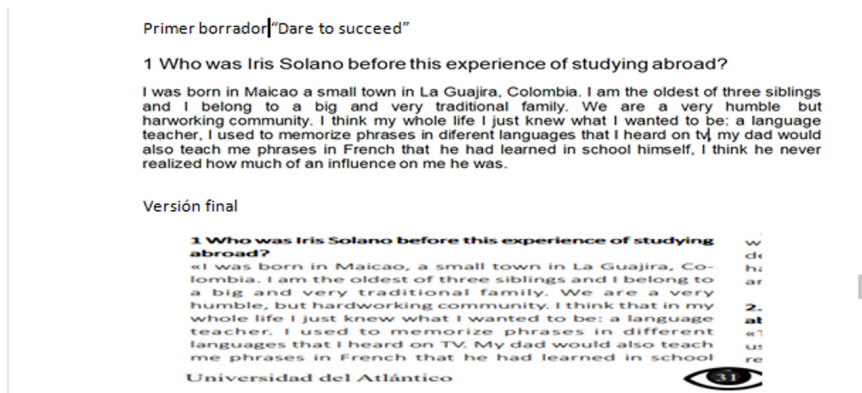 Primer borrador “Dare to succeed”
1 Who was Iris Solano before this experience of studying abroad?
I was born in Maicao a small town in La Guajira, Colombia. I am the oldest of three siblings
and I belong to a big and very traditional family. We are a very humble but
harworking community. I think my whole life I just knew what I wanted to be: a language
teacher, I used to memorize phrases in diferent languages that I heard on tv, my dad would
also teach me phrases in French that he had learned in school himself, I think he never
realized how much of an influence on me he was.
Versión final
1 Who was Iris Solano before this experience of studying
abroad?
«I was born in Maicao, a small town in La Guajira, Co-
lombia. I am the oldest of three siblings and I belong to
a big and very traditional family. We are a very
humble, but hardworking community. I think that in my
whole life I just knew what I wanted to be: a language
teacher. I used to memorize phrases in different
languages that I heard on TV. My dad would also teach
me phrases in French that he had learned in school
Universidad del Atlántico
31
2.